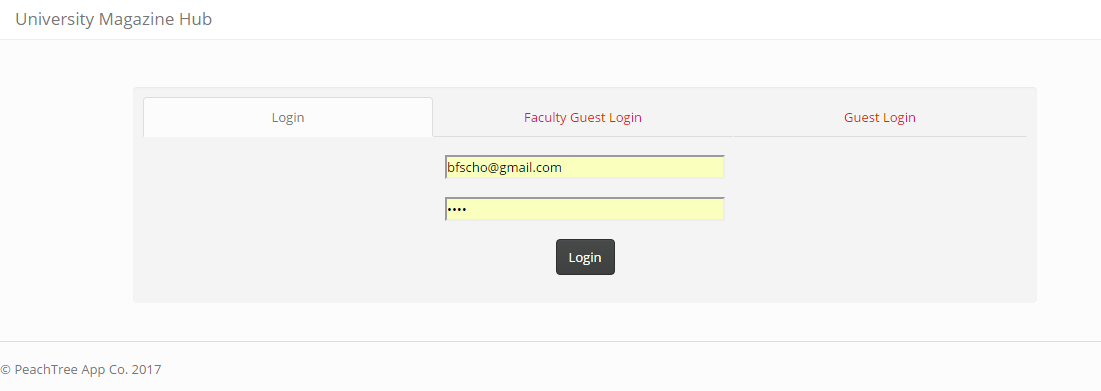 University Magazine Hub
Login
Faculty Guest Login
Guest Login
bfscho@gmail.com
••••
Login
© PeachTree App Co. 2017